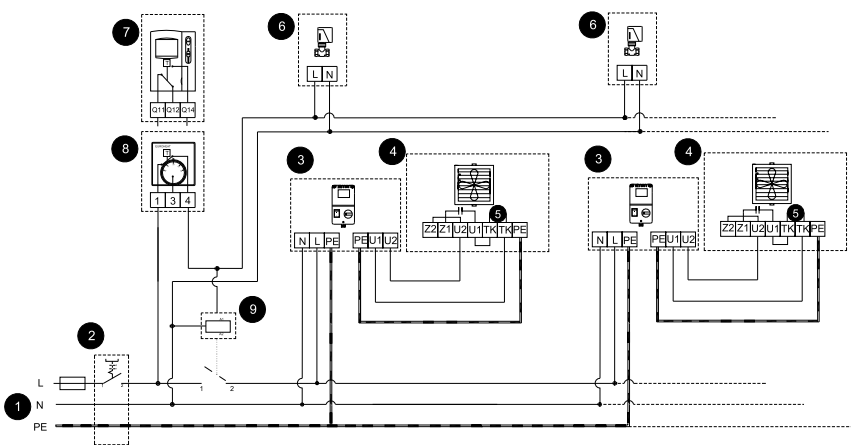 7
6
6
L N
L N
Q11 Q12 Q14
8
T
1 3 4
3
4
3
4
5
5
Z2 Z1 U2 U1 TK TK PE
Z2 Z1 U2 U1 TK TK PE
N L PE
PE U1 U2
N L PE
PE U1 U2
9
A1
A2
2
1 2
L
1 N
PE